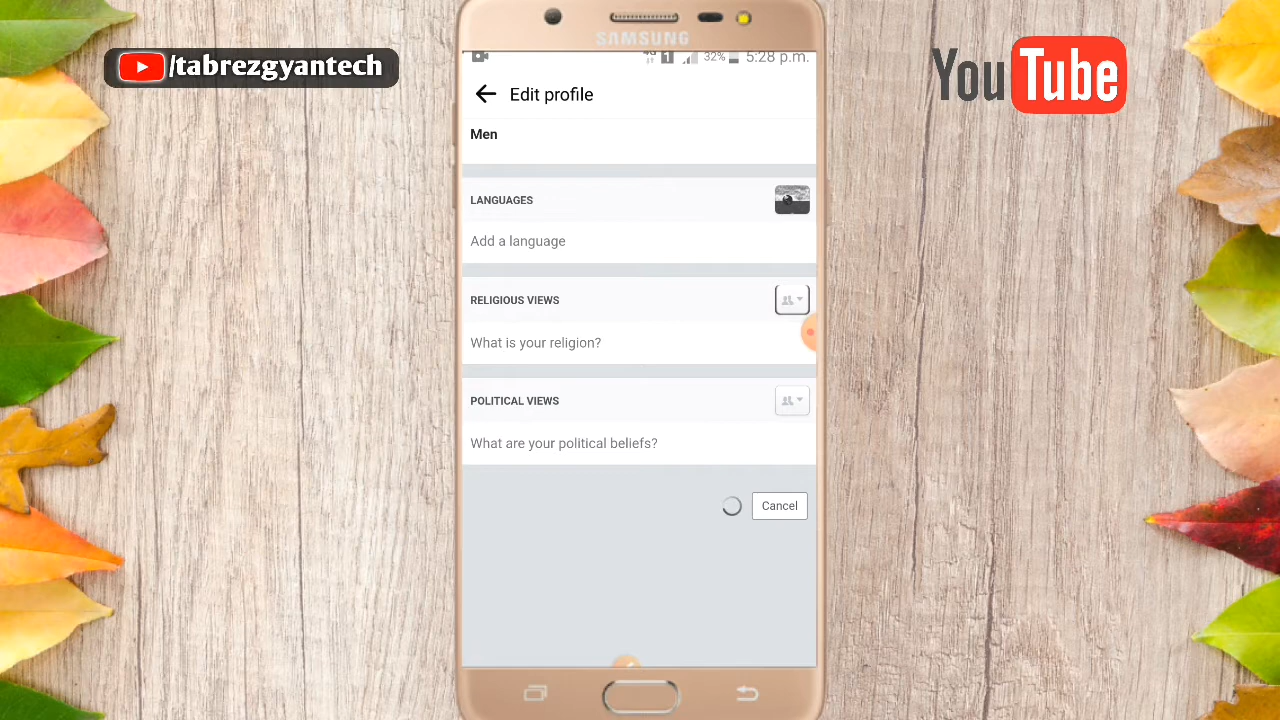 /tabrezgyantech
YouTube
SAMSUNG
1 32% 5:28 p.m.
Edit profile
Men
LANGUAGES
Add a language
RELIGIOUS VIEWS
What is your religion?
POLITICAL VIEWS
What are your political beliefs?
Cancel